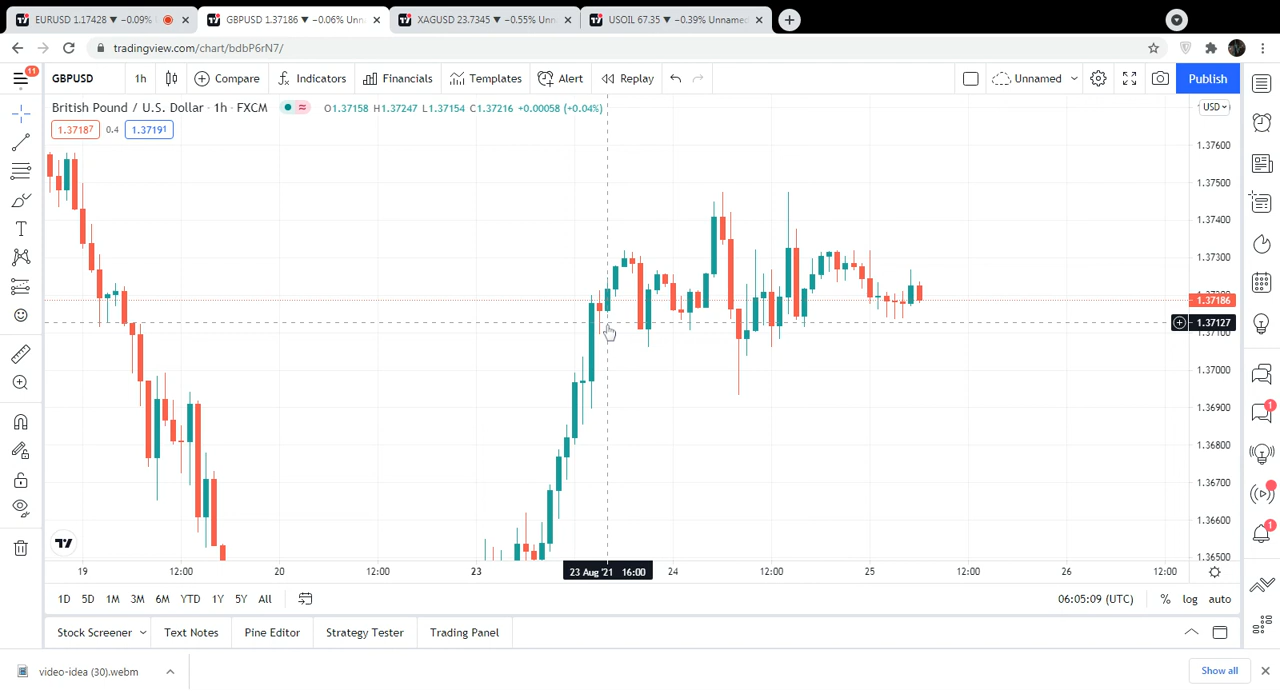 EURUSD 1.17428 ▼ −0.09%
GBPUSD 1.37186 ▼ −0.06% Unn
XAGUSD 23.7345 ▼ −0.55% Unn
USOIL 67.35 ▼ −0.39% Unnamed
tradingview.com/chart/bdbP6rN7/
11
GBPUSD
1h
Compare
Indicators
Financials
Templates
Alert
Replay
Unnamed
Publish
British Pound / U.S. Dollar · 1h · FXCM
O1.37158 H1.37247 L1.37154 C1.37216 +0.00058 (+0.04%)
USD
1.37187
0.4
1.37191
1.37600
1.37500
1.37400
1.37300
1.37186
1.37127
1.37000
1.36900
1.36800
1.36700
1.36600
1.36500
1
1
19
12:00
20
12:00
23
23 Aug '21 16:00
24
12:00
25
12:00
26
12:00
1D
5D
1M
3M
6M
YTD
1Y
5Y
All
06:05:09 (UTC)
%
log
auto
Stock Screener
Text Notes
Pine Editor
Strategy Tester
Trading Panel
video-idea (30).webm
Show all